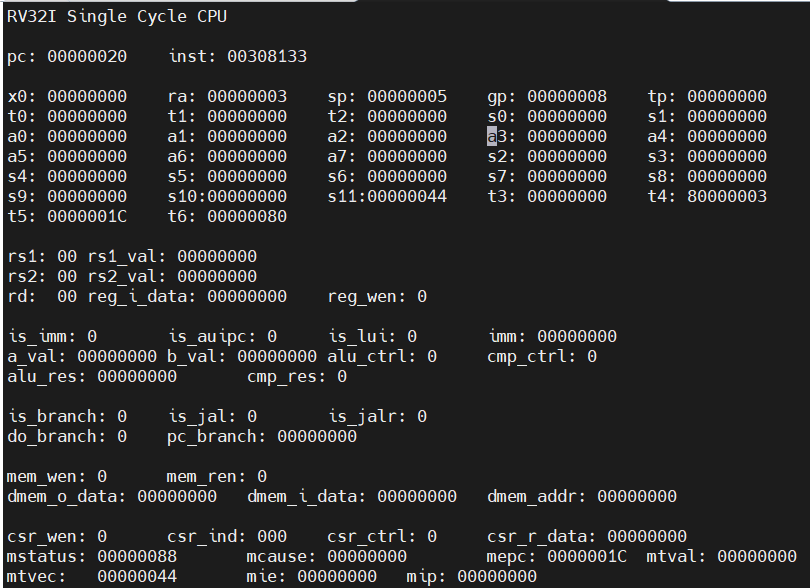 RV32I Single Cycle CPU
pc: 00000020 inst: 00308133
x0: 00000000 ra: 00000003 sp: 00000005 gp: 00000008 tp: 00000000
t0: 00000000 t1: 00000000 t2: 00000000 s0: 00000000 s1: 00000000
a0: 00000000 a1: 00000000 a2: 00000000 a3: 00000000 a4: 00000000
a5: 00000000 a6: 00000000 a7: 00000000 s2: 00000000 s3: 00000000
s4: 00000000 s5: 00000000 s6: 00000000 s7: 00000000 s8: 00000000
s9: 00000000 s10:00000000 s11:00000044 t3: 00000000 t4: 80000003
t5: 0000001C t6: 00000080
rs1: 00 rs1_val: 00000000
rs2: 00 rs2_val: 00000000
rd: 00 reg_i_data: 00000000 reg_wen: 0
is_imm: 0 is_auipc: 0 is_lui: 0 imm: 00000000
a_val: 00000000 b_val: 00000000 alu_ctrl: 0 cmp_ctrl: 0
alu_res: 00000000 cmp_res: 0
is_branch: 0 is_jal: 0 is_jalr: 0
do_branch: 0 pc_branch: 00000000
mem_wen: 0 mem_ren: 0
dmem_o_data: 00000000 dmem_i_data: 00000000 dmem_addr: 00000000
csr_wen: 0 csr_ind: 000 csr_ctrl: 0 csr_r_data: 00000000
mstatus: 00000088 mcause: 00000000 mepc: 0000001C mtval: 00000000
mtvec: 00000044 mie: 00000000 mip: 00000000